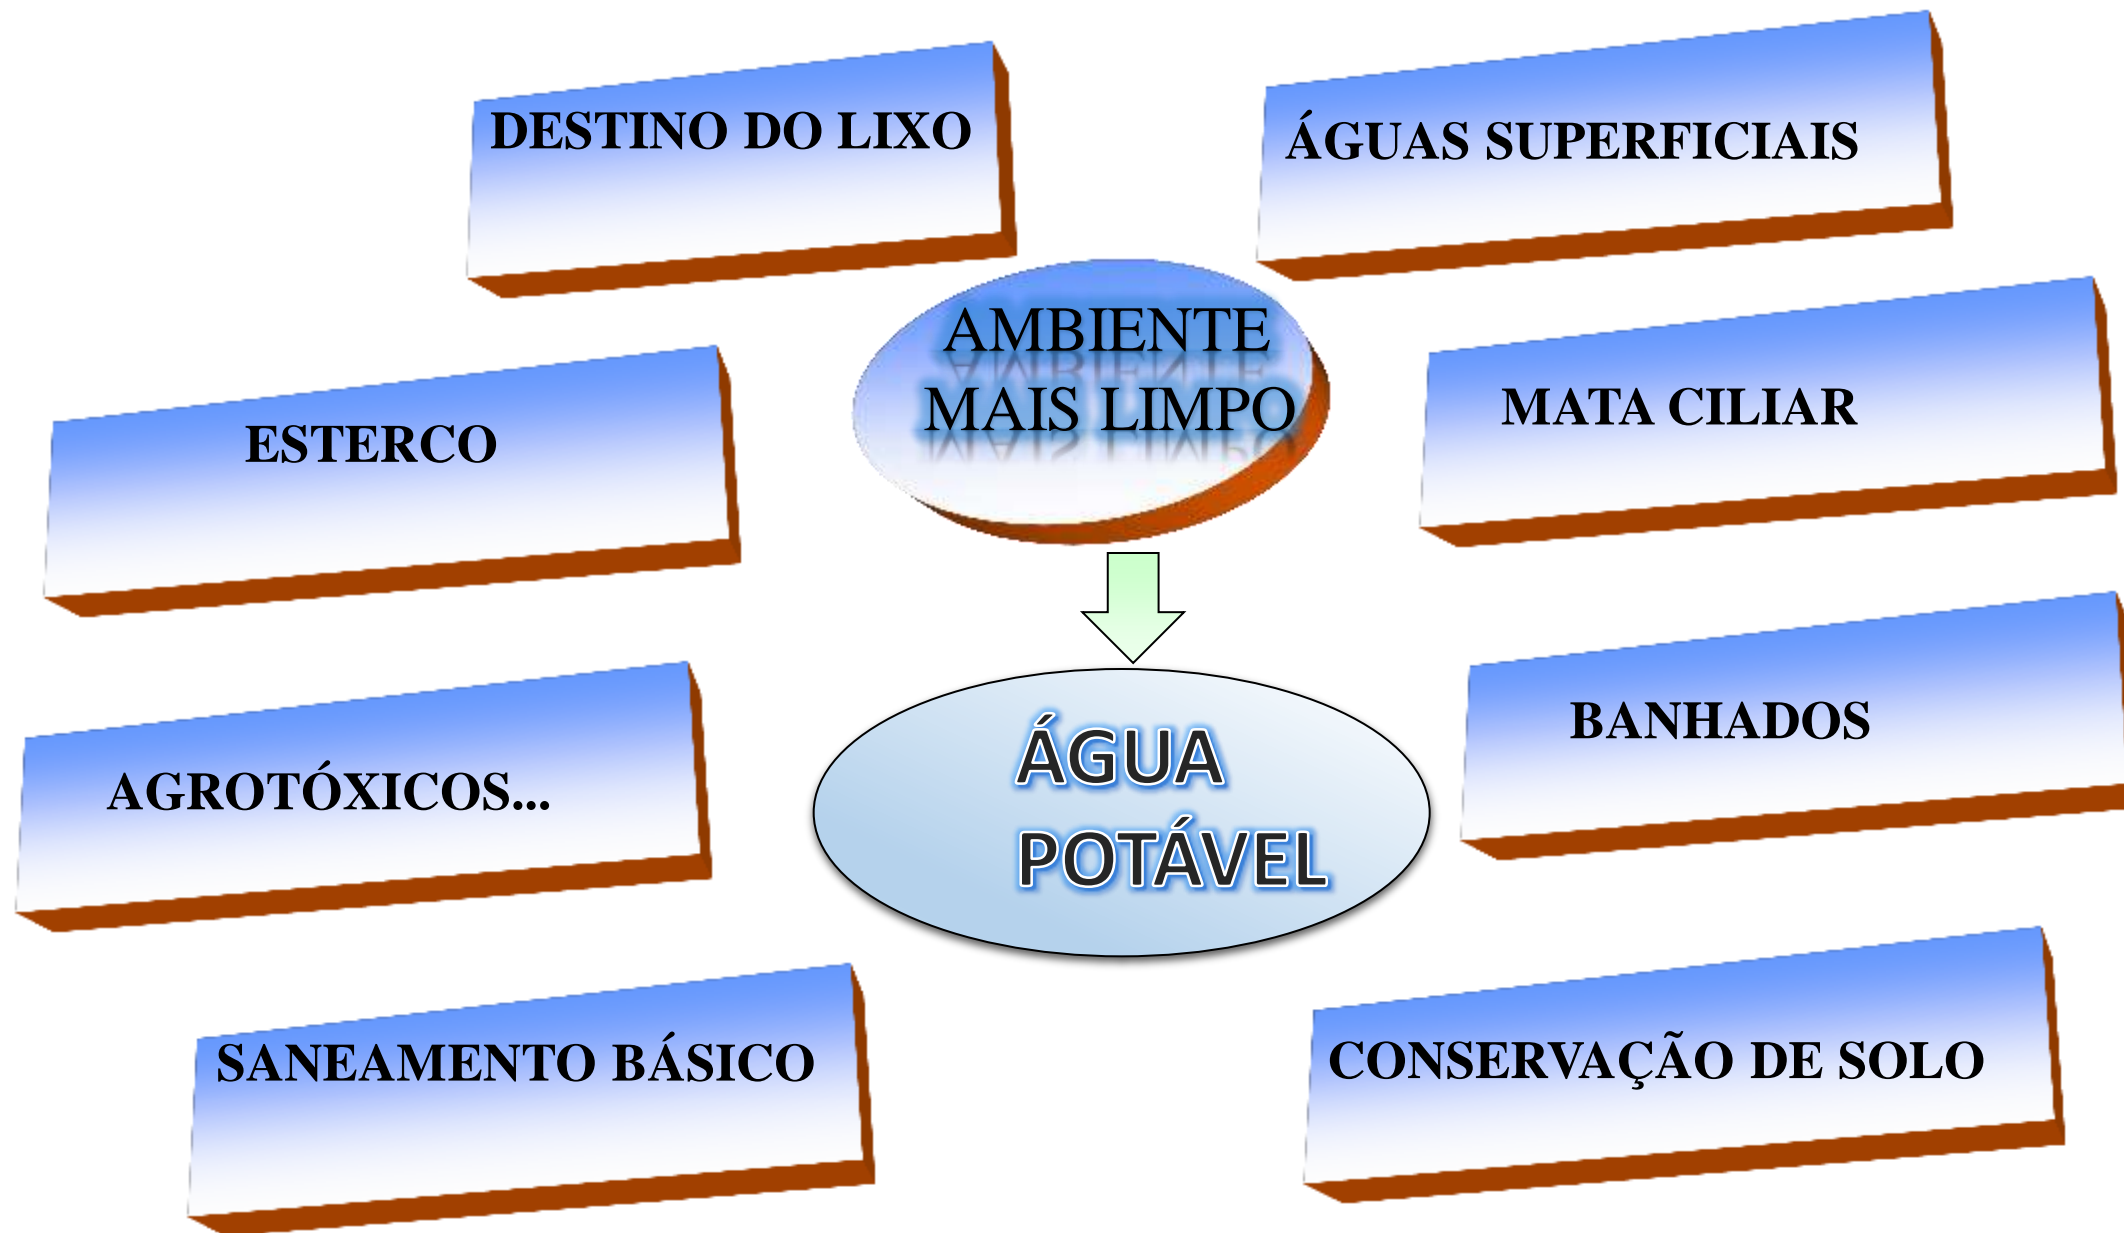 DESTINO DO LIXO
ÁGUAS SUPERFICIAIS
AMBIENTE
MAIS LIMPO
ESTERCO
MATA CILIAR
AGROTÓXICOS...
BANHADOS
ÁGUA
POTÁVEL
SANEAMENTO BÁSICO
CONSERVAÇÃO DE SOLO